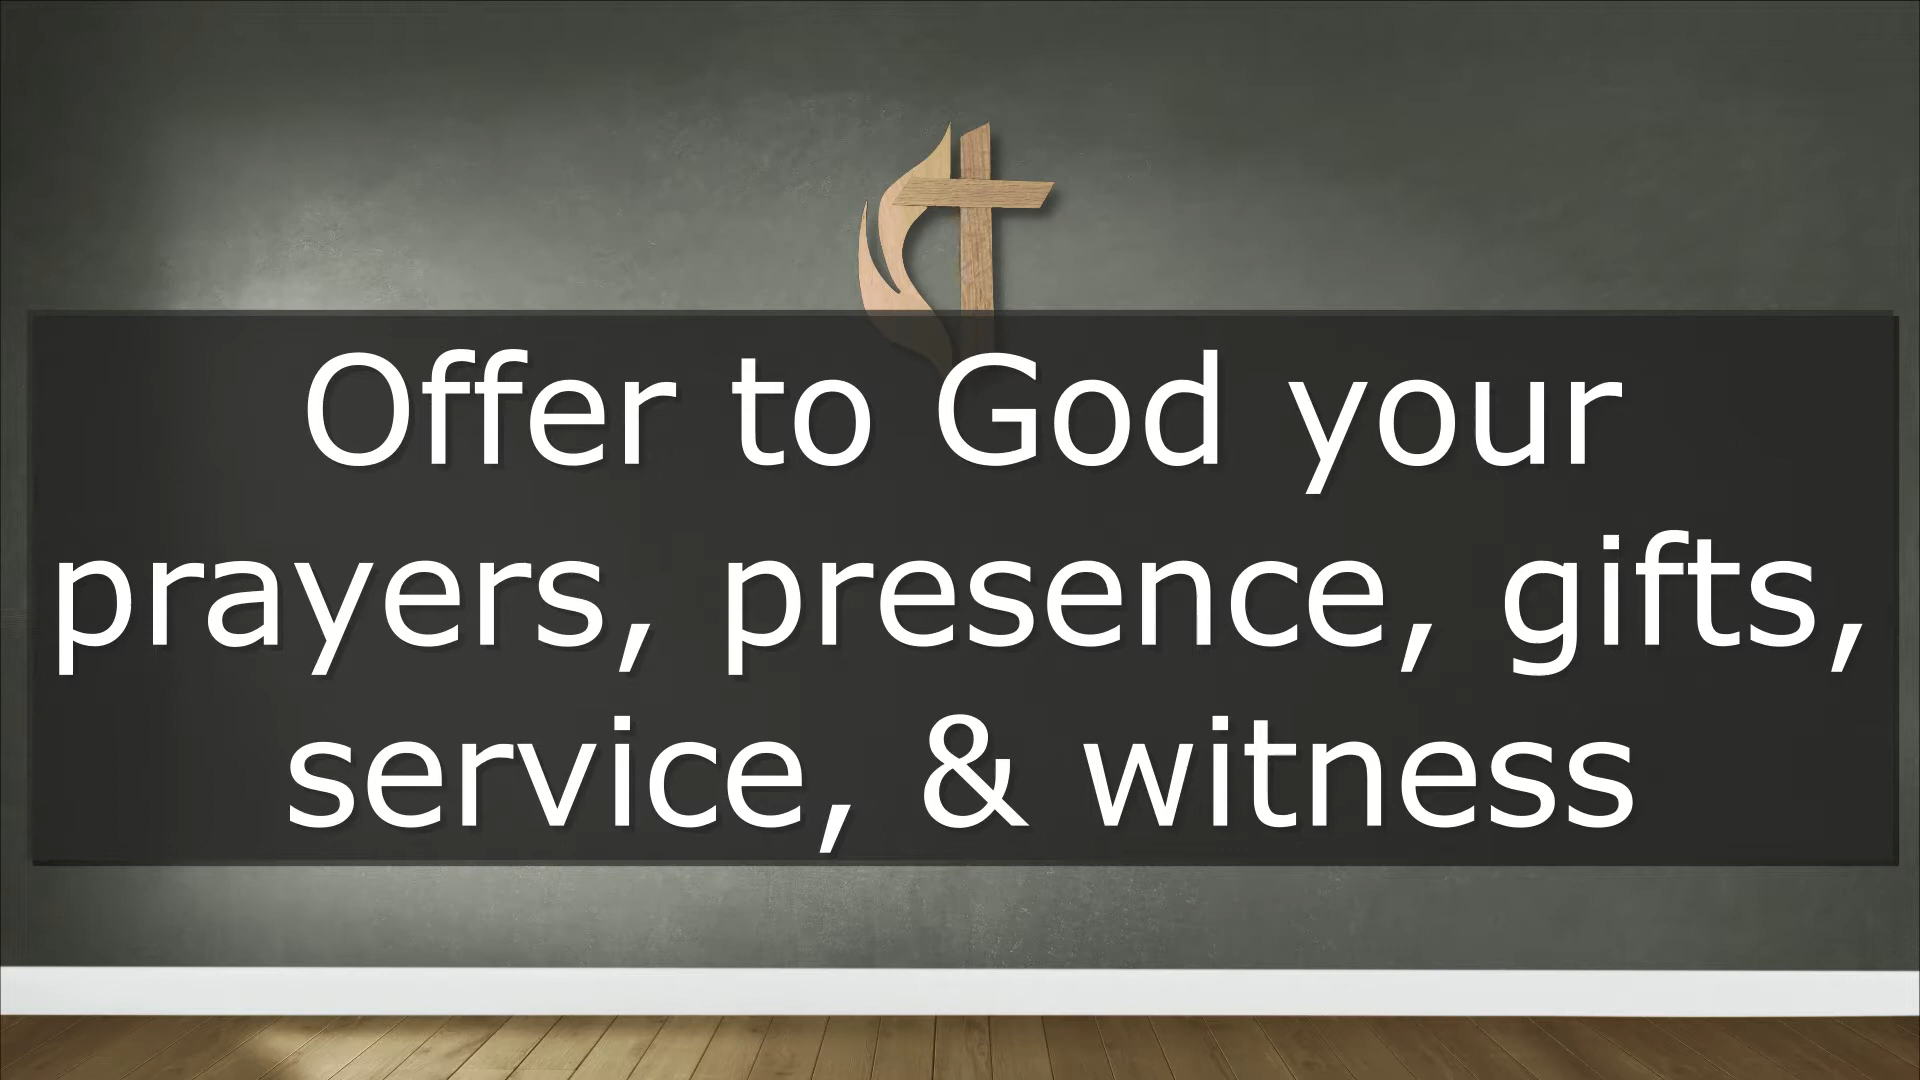 Offer to God your
prayers, presence, gifts,
service, & witness